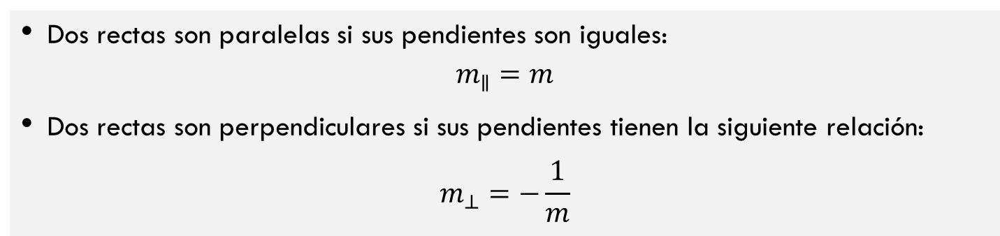 • Dos rectas son paralelas si sus pendientes son iguales:
m∥ = m
• Dos rectas son perpendiculares si sus pendientes tienen la siguiente relación:
m⊥ = −1/m